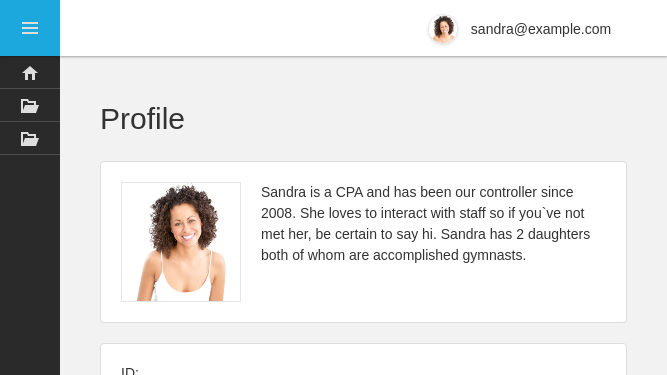 sandra@example.com
Profile
Sandra is a CPA and has been our controller since
2008. She loves to interact with staff so if you`ve not
met her, be certain to say hi. Sandra has 2 daughters
both of whom are accomplished gymnasts.
ID: